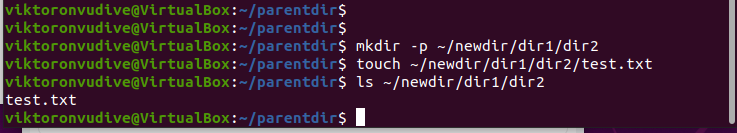 viktoronvudive@VirtualBox:~/parentdir$
viktoronvudive@VirtualBox:~/parentdir$
viktoronvudive@VirtualBox:~/parentdir$ mkdir -p ~/newdir/dir1/dir2
viktoronvudive@VirtualBox:~/parentdir$ touch ~/newdir/dir1/dir2/test.txt
viktoronvudive@VirtualBox:~/parentdir$ ls ~/newdir/dir1/dir2
test.txt
viktoronvudive@VirtualBox:~/parentdir$